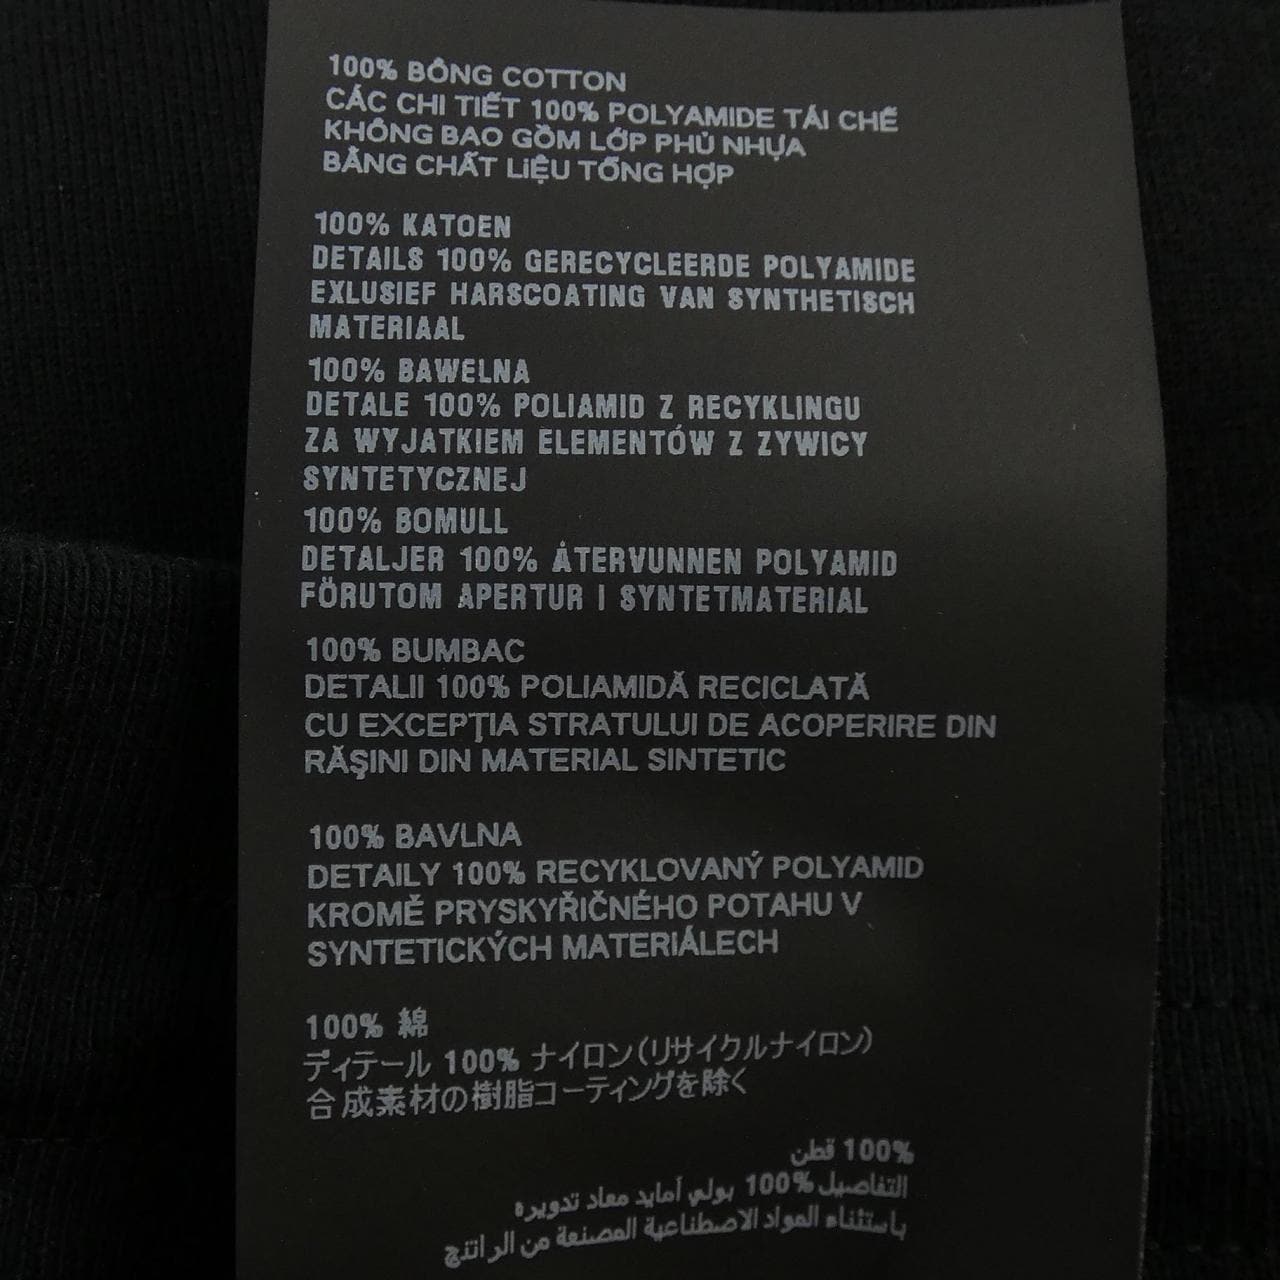 100% BÔNG COTTON
CÁC CHI TIẾT 100% POLYAMIDE TÁI CHẾ
KHÔNG BAO GỒM LỚP PHỦ NHỰA
BẰNG CHẤT LiỆU TỔNG HỢP
100% KATOEN
DETAILS 100% GERECYCLEERDE POLYAMIDE
EXLUSIEF HARSCOATING VAN SYNTHETISCH
MATERIAAL
100% BAWELNA
DETALE 100% POLIAMID Z RECYKLINGU
ZA WYJATKIEM ELEMENTÓW Z ZYWICY
SYNTETYCZNEJ
100% BOMULL
DETALJER 100% ÅTERVUNNEN POLYAMID
FÖRUTOM APERTUR I SYNTETMATERIAL
100% BUMBAC
DETALII 100% POLIAMIDĂ RECICLATĂ
CU EXCEPŢIA STRATULUI DE ACOPERIRE DIN
RĂŞINI DIN MATERIAL SINTETIC
100% BAVLNA
DETAILY 100% RECYKLOVANÝ POLYAMID
KROMĚ PRYSKYŘIČNÉHO POTAHU V
SYNTETICKÝCH MATERIÁLECH
100% 綿
ディテール 100% ナイロン(リサイクルナイロン)
合成素材の樹脂コーティングを除く
100% قطن
التفاصيل 100% بولي أمايد معاد تدويره
باستثناء المواد الاصطناعية المصنعة من الراتنج